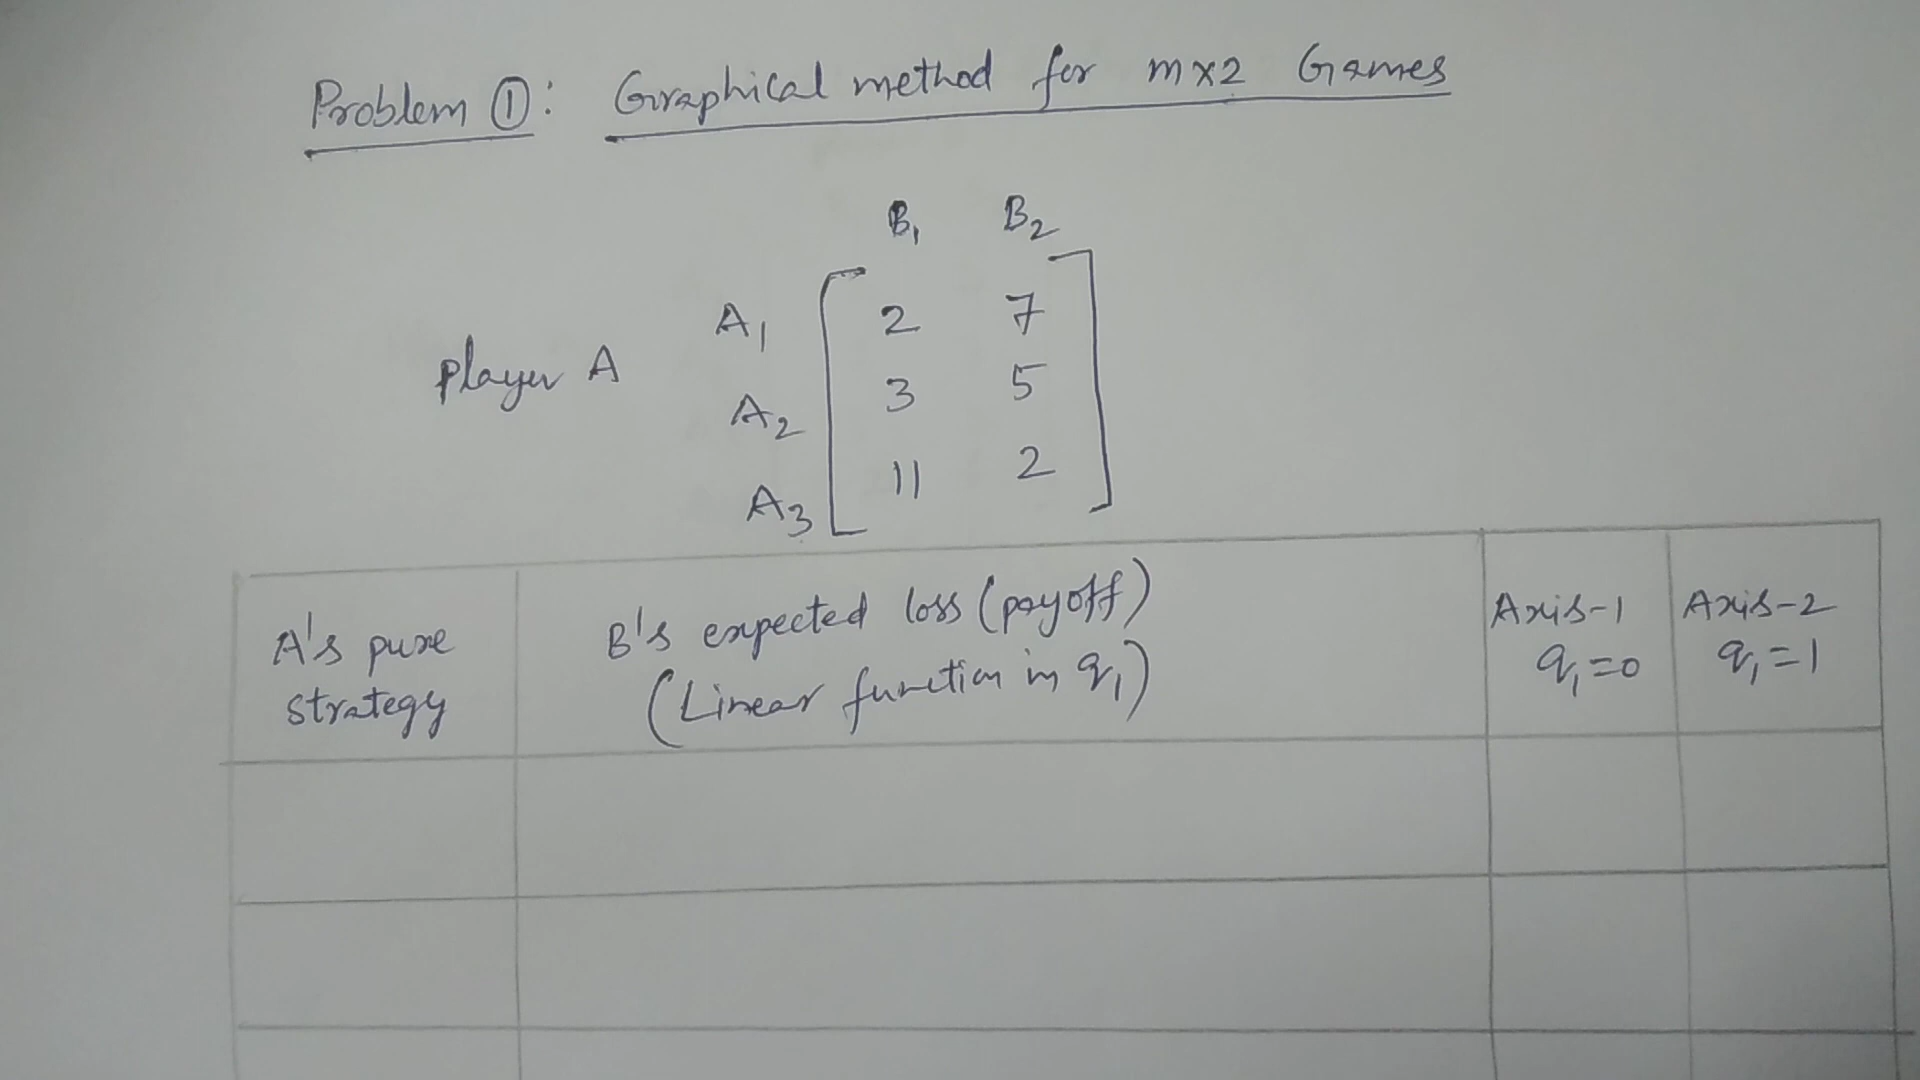 Problem ①: Graphical method for m x 2 Games
B₁ B₂
Player A
A₁ 2 7
A₂ 3 5
A₃ 11 2
A's pure strategy
B's expected loss (payoff)
(Linear function in q₁)
Axis-1
q₁=0
Axis-2
q₁=1